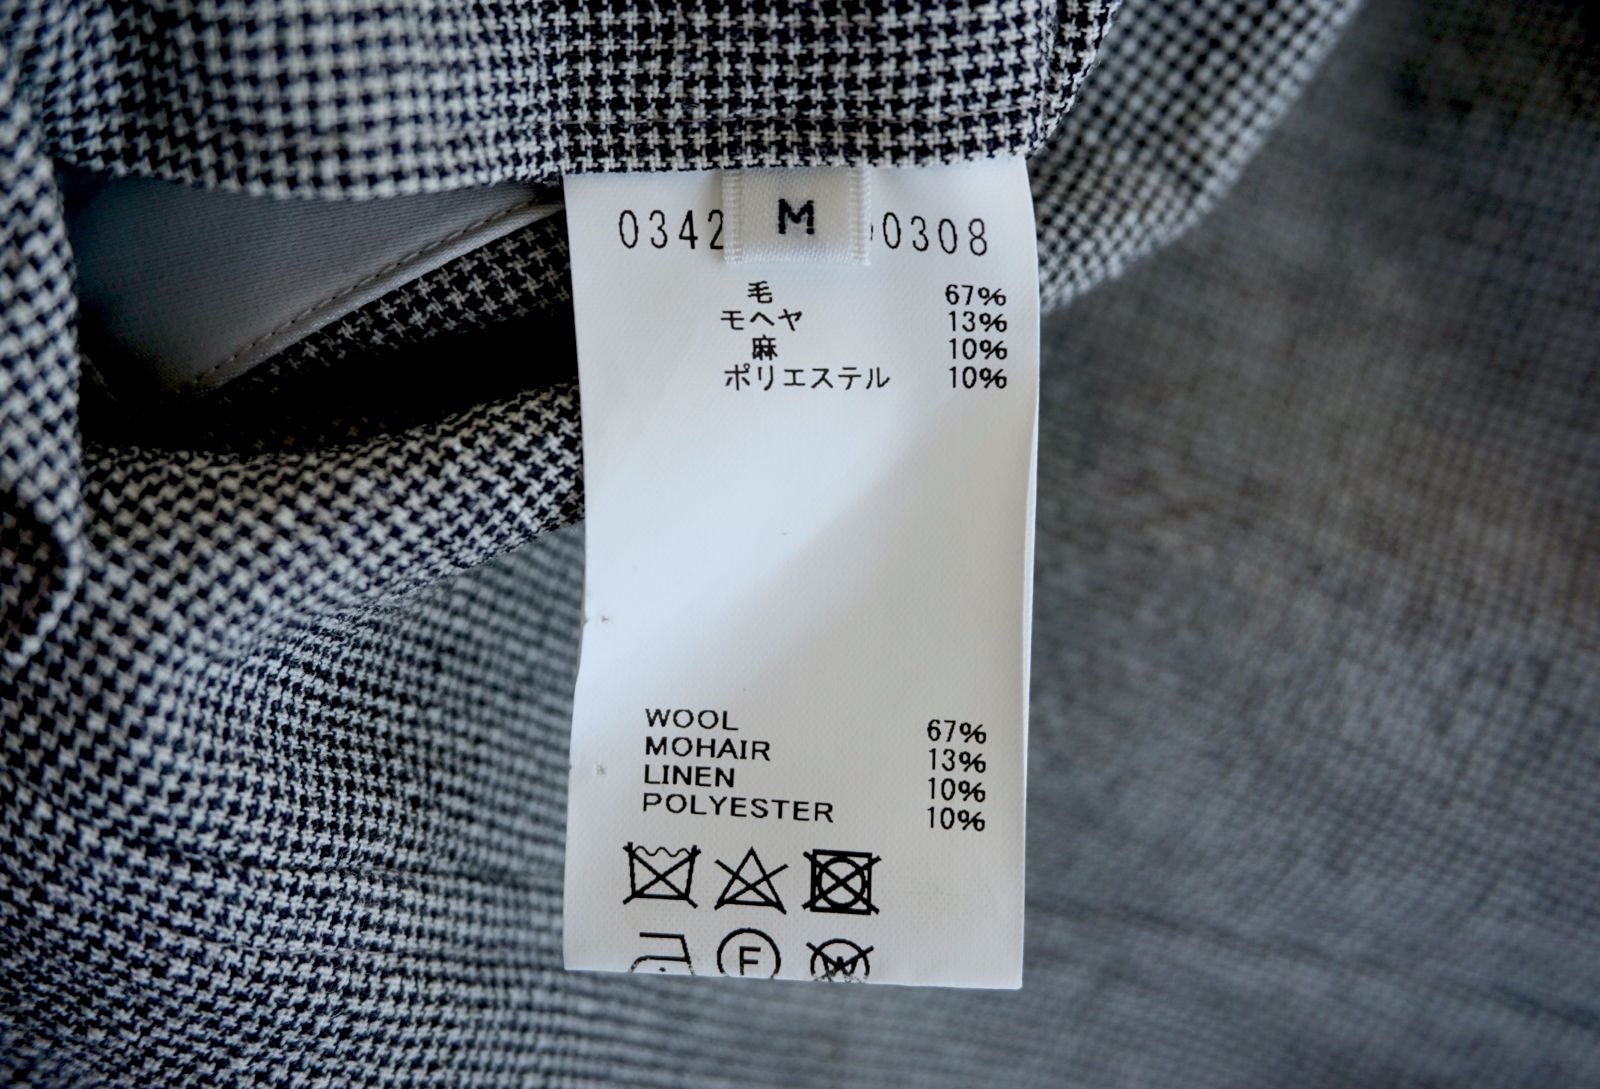 M
0342 0308
毛 67%
モヘヤ 13%
麻 10%
ポリエステル 10%
WOOL 67%
MOHAIR 13%
LINEN 10%
POLYESTER 10%
F W